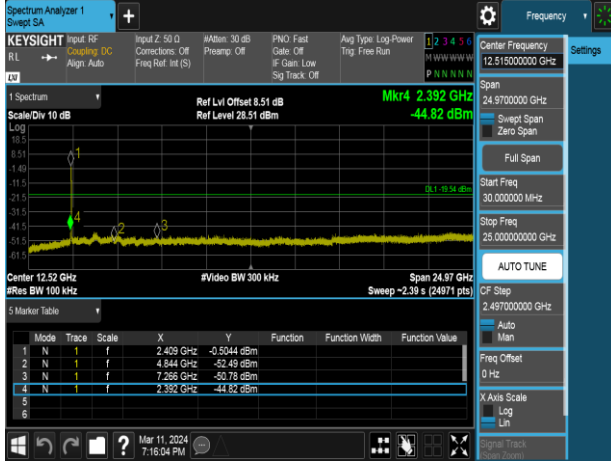 Spectrum Analyzer 1
Swept SA
+
Frequency
KEYSIGHT
RL
LXI
Input: RF
Coupling: DC
Align: Auto
Input Z: 50 Ω
Corrections: Off
Freq Ref: Int (S)
#Atten: 30 dB
Preamp: Off
PNO: Fast
Gate: Off
IF Gain: Low
Sig Track: Off
Avg Type: Log-Power
Trig: Free Run
1 2 3 4 5 6
M W W W W W
P N N N N N
1 Spectrum
Scale/Div 10 dB
Ref Lvl Offset 8.51 dB
Ref Level 28.51 dBm
Mkr4 2.392 GHz
-44.82 dBm
Log
18.5
8.51
-1.49
-11.5
-21.5
-31.5
-41.5
-51.5
-61.5
1
2
3
4
DL1 -19.54 dBm
Center 12.52 GHz
#Video BW 300 kHz
Span 24.97 GHz
#Res BW 100 kHz
Sweep ~2.39 s (24971 pts)
5 Marker Table
Mode Trace Scale X Y Function Function Width Function Value
1 N 1 f 2.409 GHz -0.5044 dBm
2 N 1 f 4.844 GHz -52.49 dBm
3 N 1 f 7.266 GHz -50.78 dBm
4 N 1 f 2.392 GHz -44.82 dBm
5
6
Mar 11, 2024
7:16:04 PM
?
Center Frequency
12.515000000 GHz
Settings
Span
24.9700000 GHz
Swept Span
Zero Span
Full Span
Start Freq
30.000000 MHz
Stop Freq
25.000000000 GHz
AUTO TUNE
CF Step
2.497000000 GHz
Auto
Man
Freq Offset
0 Hz
X Axis Scale
Log
Lin
Signal Track
(Span Zoom)